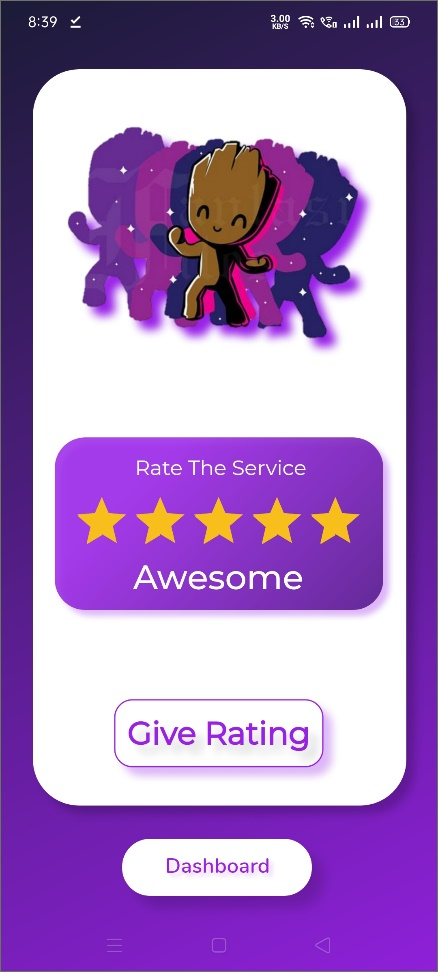 8:39
3.00
KB/S
33
Rate The Service
Awesome
Give Rating
Dashboard